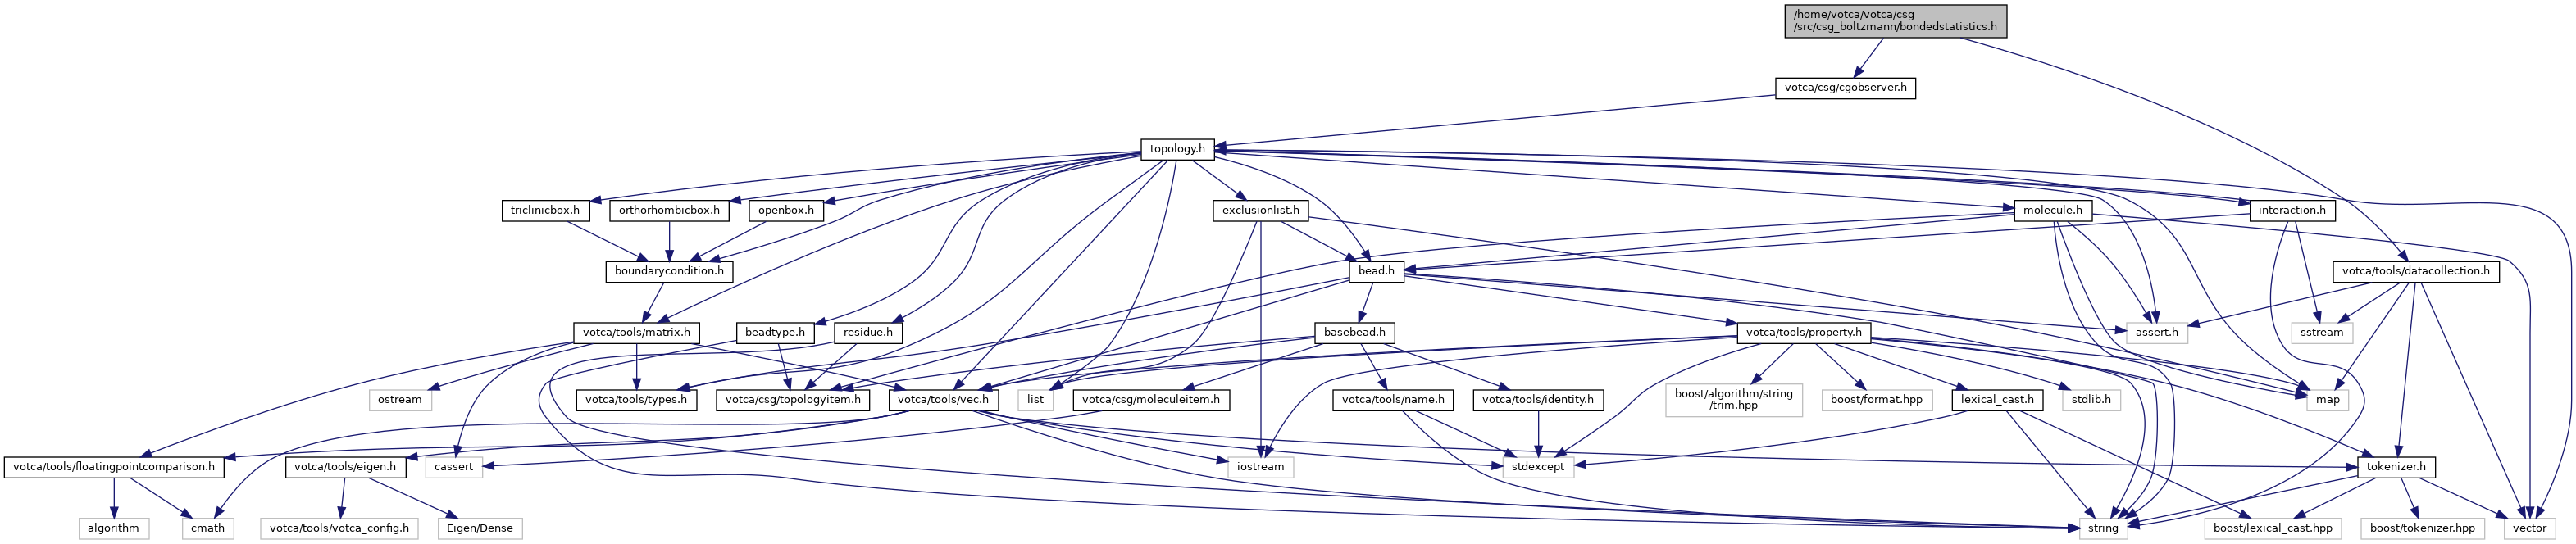 /home/votca/votca/csg
/src/csg_boltzmann/bondedstatistics.h
votca/csg/cgobserver.h
topology.h
triclinicbox.h
orthorhombicbox.h
openbox.h
exclusionlist.h
molecule.h
interaction.h
boundarycondition.h
bead.h
votca/tools/datacollection.h
votca/tools/matrix.h
beadtype.h
residue.h
basebead.h
votca/tools/property.h
assert.h
sstream
ostream
votca/tools/types.h
votca/csg/topologyitem.h
votca/tools/vec.h
list
votca/csg/moleculeitem.h
votca/tools/name.h
votca/tools/identity.h
boost/algorithm/string
/trim.hpp
boost/format.hpp
lexical_cast.h
stdlib.h
map
votca/tools/floatingpointcomparison.h
votca/tools/eigen.h
cassert
iostream
stdexcept
tokenizer.h
algorithm
cmath
votca/tools/votca_config.h
Eigen/Dense
string
boost/lexical_cast.hpp
boost/tokenizer.hpp
vector